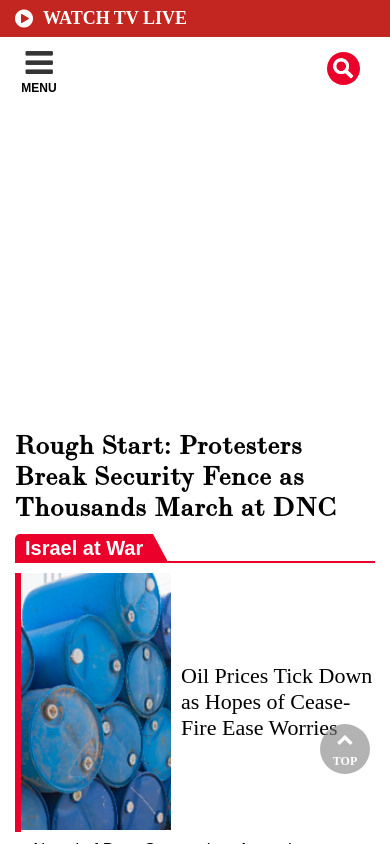 WATCH TV LIVE
MENU
Rough Start: Protesters
Break Security Fence as
Thousands March at DNC
Israel at War
Oil Prices Tick Down
as Hopes of Cease-
Fire Ease Worries
TOP